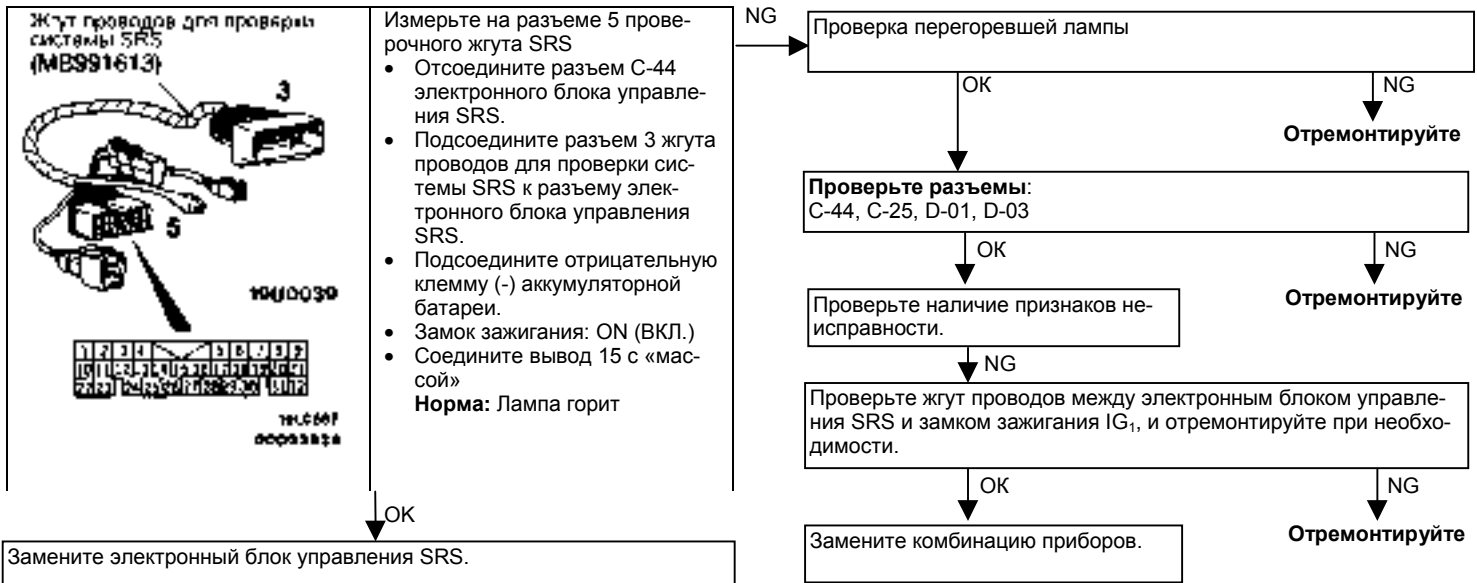 Жгут проводов для проверки
системы SRS
(MB991613)
3
5
19U0039
Измерьте на разъеме 5 прове-
рочного жгута SRS
• Отсоедините разъем С-44
электронного блока управле-
ния SRS.
• Подсоедините разъем 3 жгута
проводов для проверки сис-
темы SRS к разъему элек-
тронного блока управления
SRS.
• Подсоедините отрицательную
клемму (-) аккумуляторной
батареи.
• Замок зажигания: ON (ВКЛ.)
• Соедините вывод 15 с «мас-
сой»
Норма: Лампа горит
OK
Замените электронный блок управления SRS.
NG
Проверка перегоревшей лампы
OK
NG
Отремонтируйте
Проверьте разъемы:
C-44, C-25, D-01, D-03
OK
NG
Отремонтируйте
Проверьте наличие признаков не-
исправности.
NG
Проверьте жгут проводов между электронным блоком управле-
ния SRS и замком зажигания IG₁, и отремонтируйте при необхо-
димости.
OK
NG
Отремонтируйте
Замените комбинацию приборов.